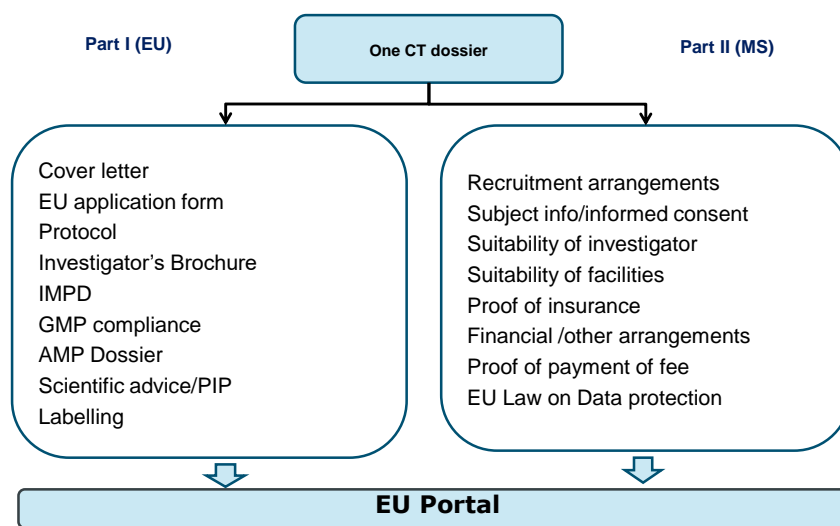 Part I (EU)
One CT dossier
Part II (MS)
Cover letter
EU application form
Protocol
Investigator's Brochure
IMPD
GMP compliance
AMP Dossier
Scientific advice/PIP
Labelling
Recruitment arrangements
Subject info/informed consent
Suitability of investigator
Suitability of facilities
Proof of insurance
Financial /other arrangements
Proof of payment of fee
EU Law on Data protection
EU Portal